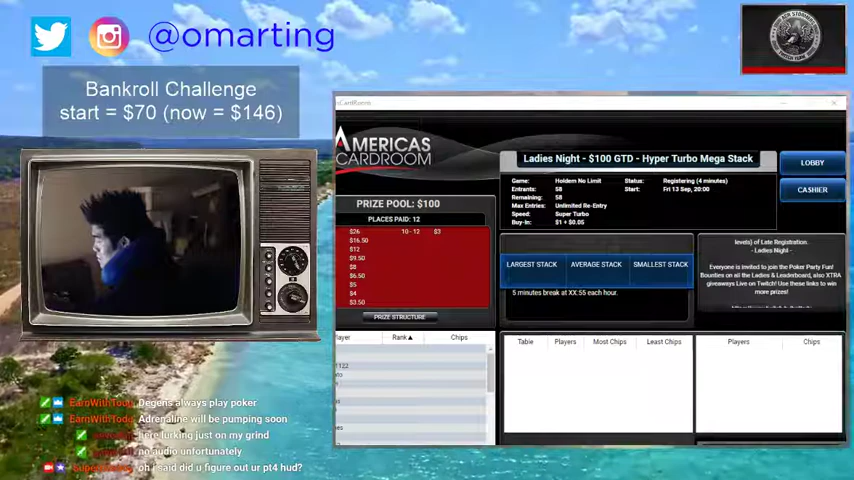 @omarting
Bankroll Challenge
start = $70 (now = $146)
AMERICAS
CARDROOM
Ladies Night - $100 GTD - Hyper Turbo Mega Stack
LOBBY
CASHIER
Game: Holdem No Limit
Entrants: 58
Remaining: 58
Max Entries: Unlimited Re-Entry
Speed: Super Turbo
Buy-In: $1 + $0.05
Status: Registering (4 minutes)
Start: Fri 13 Sep, 20:00
PRIZE POOL: $100
PLACES PAID: 12
$26 10-12 $3
$16.50
$12
$9.50
$8
$6.50
$5
$4
$3.50
PRIZE STRUCTURE
LARGEST STACK AVERAGE STACK SMALLEST STACK
5 minutes break at XX:55 each hour.
levels) of Late Registration.
- Ladies Night -
Everyone is invited to join the Poker Party Fun!
Bounties on all the Ladies & Leaderboard, also XTRA
giveaways Live on Twitch! Use these links to win
more prizes!
Rank Chips
Table Players Most Chips Least Chips
Players Chips
EarnWithTodd: Degens always play poker
EarnWithTodd: Adrenaline will be pumping soon
here lurking just on my grind
no audio unfortunately
oh i said did u figure out ur pt4 hud?